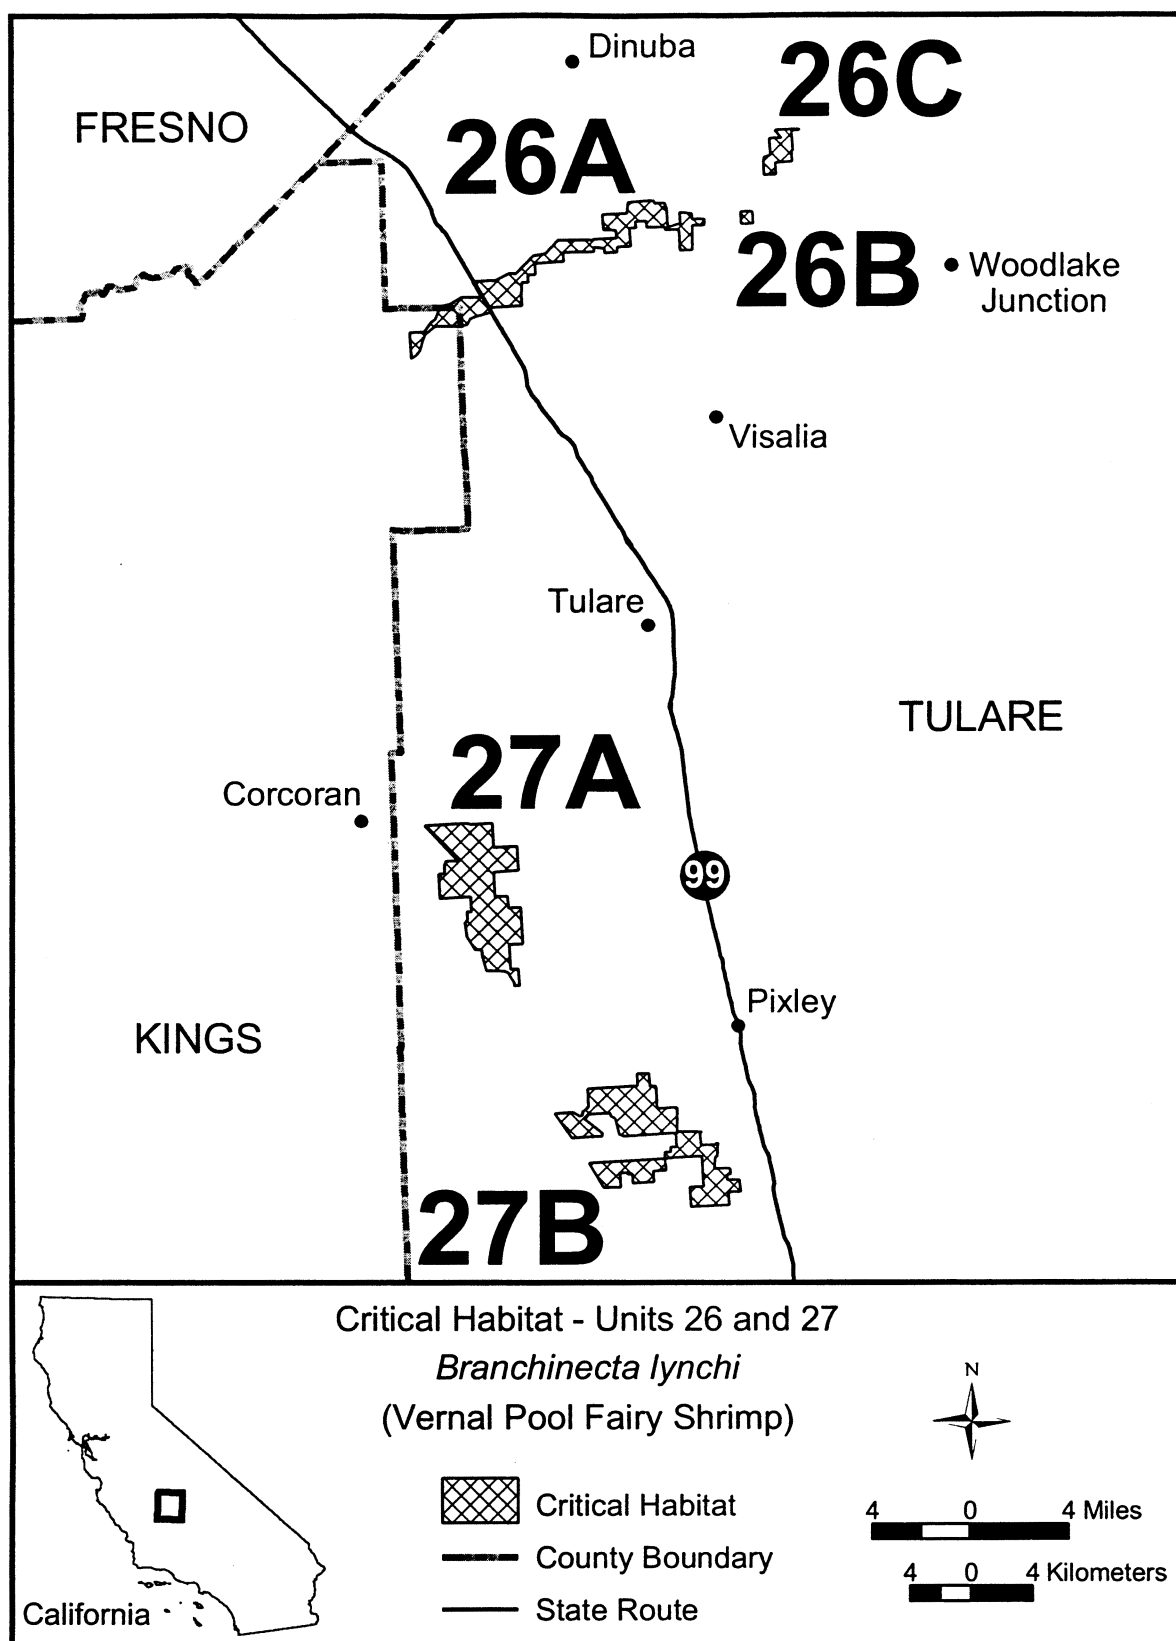 Dinuba
26C
FRESNO
26A
26B
Woodlake
Junction
Visalia
Tulare
TULARE
27A
Corcoran
99
Pixley
KINGS
27B
Critical Habitat - Units 26 and 27
Branchinecta lynchi
(Vernal Pool Fairy Shrimp)
N
Critical Habitat
County Boundary
State Route
4 0 4 Miles
4 0 4 Kilometers
California